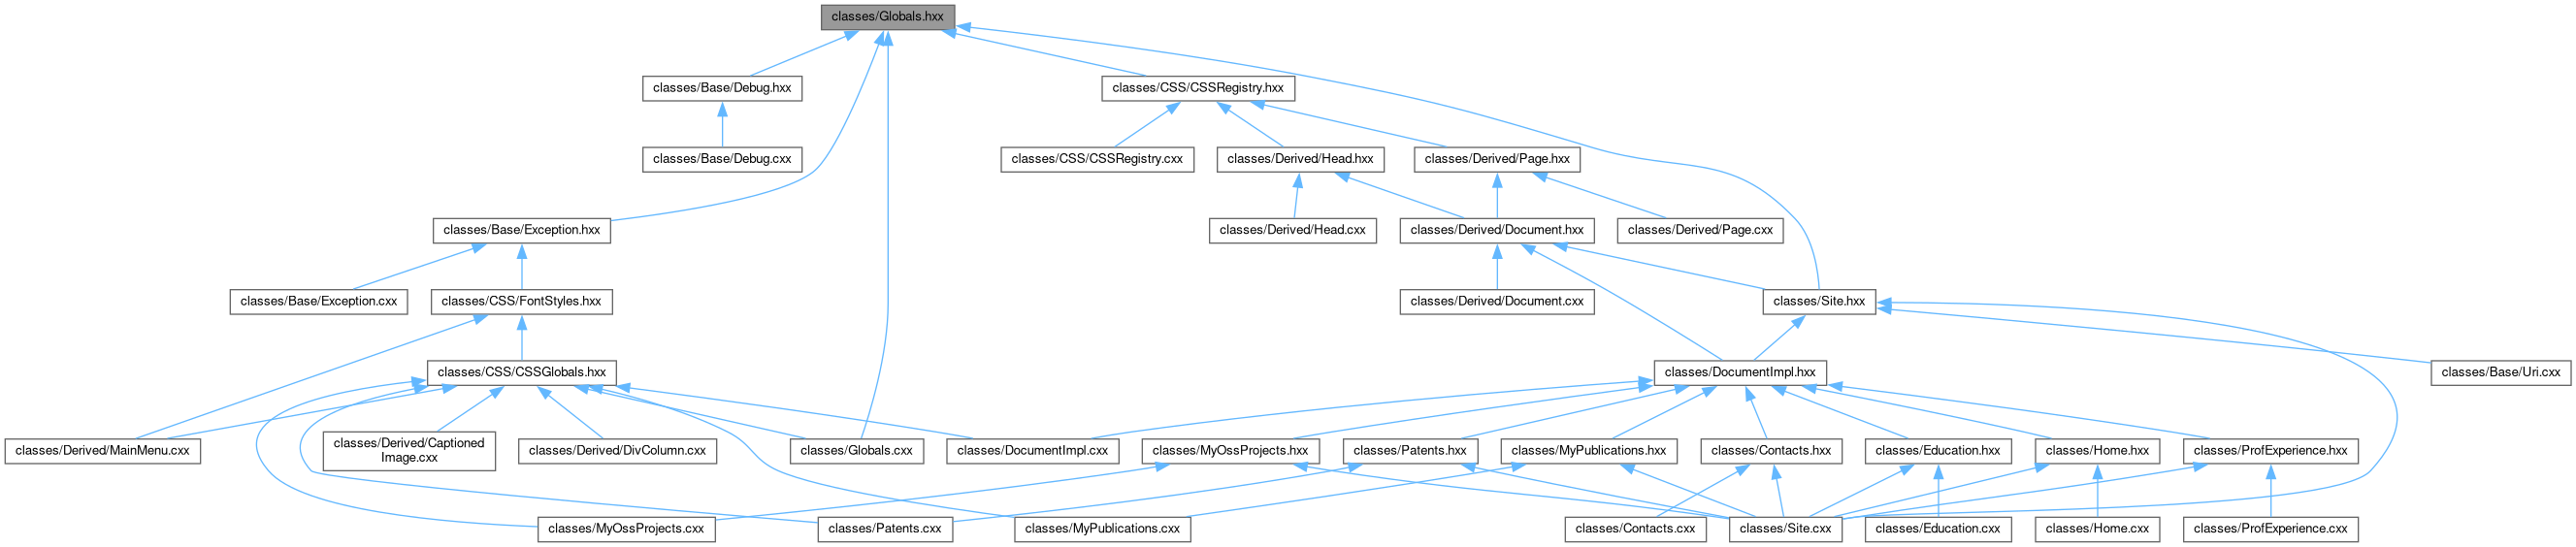 classes/Globals.hxx
classes/Base/Debug.hxx
classes/CSS/CSSRegistry.hxx
classes/Base/Debug.cxx
classes/CSS/CSSRegistry.cxx
classes/Derived/Head.hxx
classes/Derived/Page.hxx
classes/Base/Exception.hxx
classes/Derived/Head.cxx
classes/Derived/Document.hxx
classes/Derived/Page.cxx
classes/Base/Exception.cxx
classes/CSS/FontStyles.hxx
classes/Derived/Document.cxx
classes/Site.hxx
classes/CSS/CSSGlobals.hxx
classes/DocumentImpl.hxx
classes/Base/Uri.cxx
classes/Derived/MainMenu.cxx
classes/Derived/Captioned
Image.cxx
classes/Derived/DivColumn.cxx
classes/Globals.cxx
classes/DocumentImpl.cxx
classes/MyOssProjects.hxx
classes/Patents.hxx
classes/MyPublications.hxx
classes/Contacts.hxx
classes/Education.hxx
classes/Home.hxx
classes/ProfExperience.hxx
classes/MyOssProjects.cxx
classes/Patents.cxx
classes/MyPublications.cxx
classes/Contacts.cxx
classes/Site.cxx
classes/Education.cxx
classes/Home.cxx
classes/ProfExperience.cxx